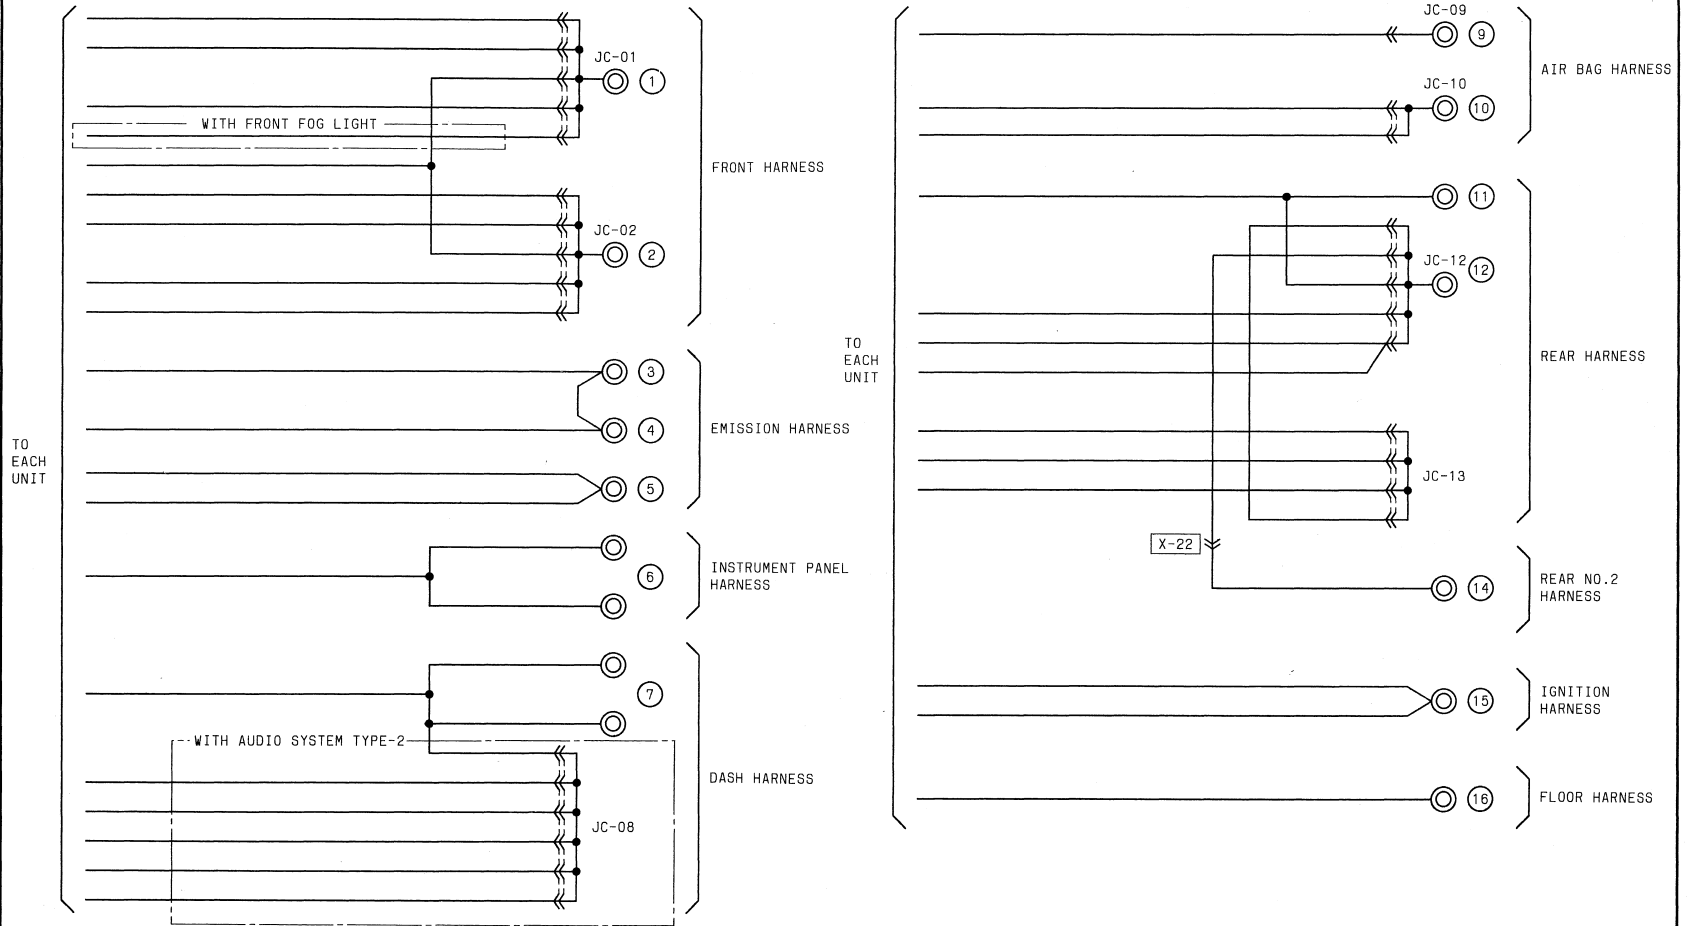 JC-01
1
WITH FRONT FOG LIGHT
FRONT HARNESS
JC-02
2
3
4
EMISSION HARNESS
5
TO
EACH
UNIT
6
INSTRUMENT PANEL
HARNESS
7
WITH AUDIO SYSTEM TYPE-2
DASH HARNESS
JC-08
JC-09
9
AIR BAG HARNESS
JC-10
10
11
JC-12
12
TO
EACH
UNIT
REAR HARNESS
JC-13
X-22
14
REAR NO.2
HARNESS
15
IGNITION
HARNESS
16
FLOOR HARNESS